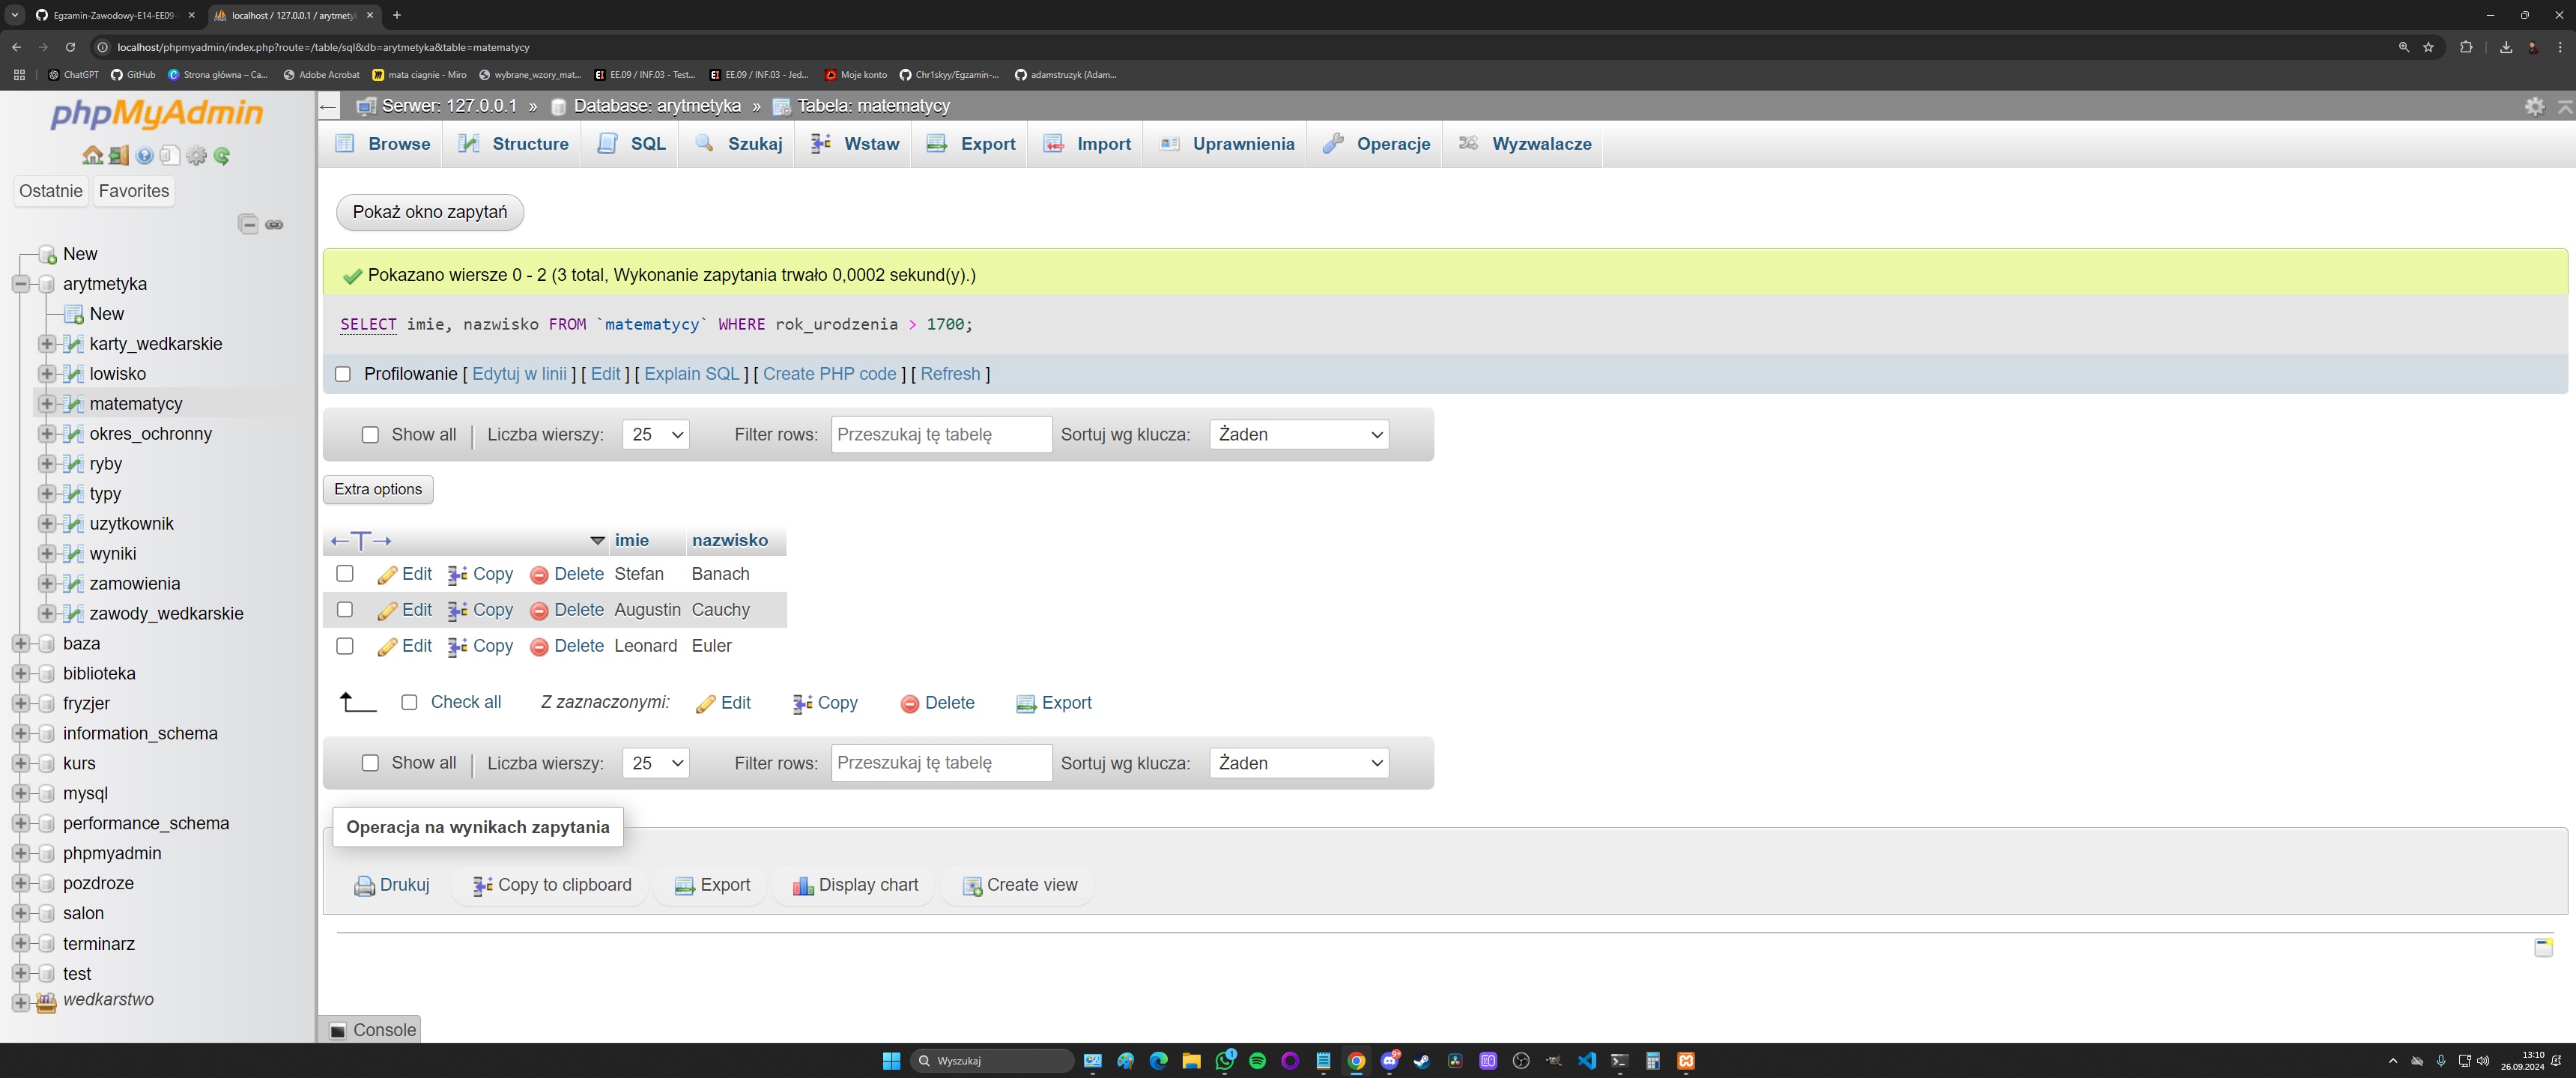 Egzamin-Zawodowy-E14-EE09-
localhost / 127.0.0.1 / arytmety
localhost/phpmyadmin/index.php?route=/table/sql&db=arytmetyka&table=matematycy
ChatGPT GitHub Strona główna – Ca... Adobe Acrobat mata ciagnie - Miro wybrane_wzory_mat... EE.09 / INF.03 - Test... EE.09 / INF.03 - Jed... Moje konto Chr1skyy/Egzamin-... adamstruzyk (Adam...
phpMyAdmin
Ostatnie Favorites
New
arytmetyka
New
karty_wedkarskie
lowisko
matematycy
okres_ochronny
ryby
typy
uzytkownik
wyniki
zamowienia
zawody_wedkarskie
baza
biblioteka
fryzjer
information_schema
kurs
mysql
performance_schema
phpmyadmin
pozdroze
salon
terminarz
test
wedkarstwo
Serwer: 127.0.0.1 » Database: arytmetyka » Tabela: matematycy
Browse Structure SQL Szukaj Wstaw Export Import Uprawnienia Operacje Wyzwalacze
Pokaż okno zapytań
Pokazano wiersze 0 - 2 (3 total, Wykonanie zapytania trwało 0,0002 sekund(y).)
SELECT imie, nazwisko FROM `matematycy` WHERE rok_urodzenia > 1700;
Profilowanie [ Edytuj w linii ] [ Edit ] [ Explain SQL ] [ Create PHP code ] [ Refresh ]
Show all Liczba wierszy: 25 Filter rows: Przeszukaj tę tabelę Sortuj wg klucza: Żaden
Extra options
←T→ imie nazwisko
Edit Copy Delete Stefan Banach
Edit Copy Delete Augustin Cauchy
Edit Copy Delete Leonard Euler
Check all Z zaznaczonymi: Edit Copy Delete Export
Show all Liczba wierszy: 25 Filter rows: Przeszukaj tę tabelę Sortuj wg klucza: Żaden
Operacja na wynikach zapytania
Drukuj Copy to clipboard Export Display chart Create view
Console
Wyszukaj
13:10
26.09.2024